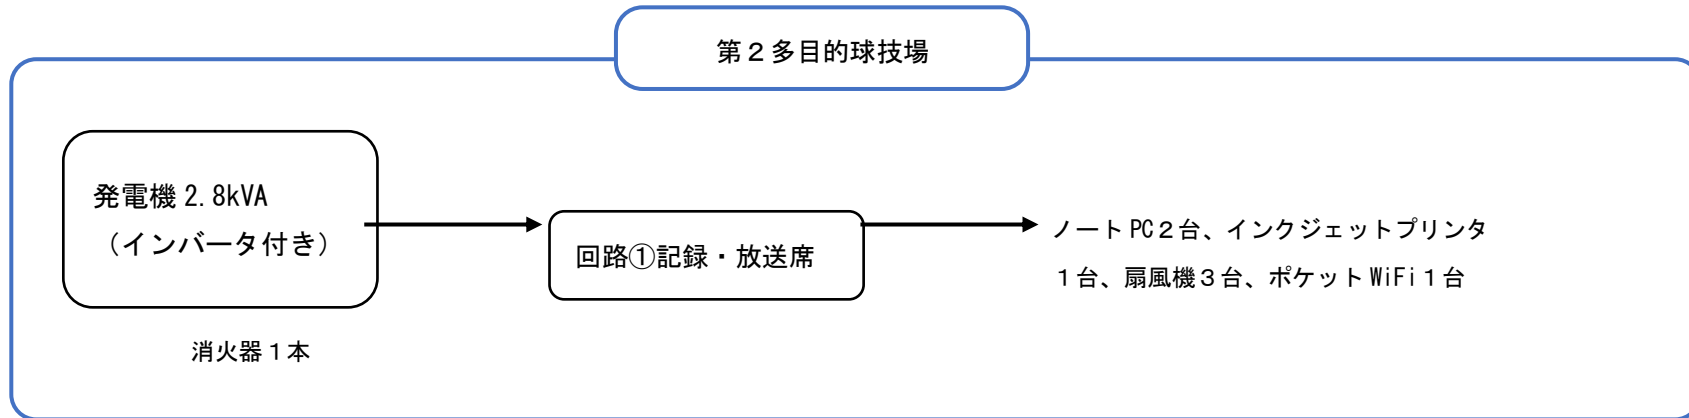 第２多目的球技場
発電機 2.8kVA
（インバータ付き）
回路①記録・放送席
ノート PC２台、インクジェットプリンタ
１台、扇風機３台、ポケット WiFi１台
消火器１本